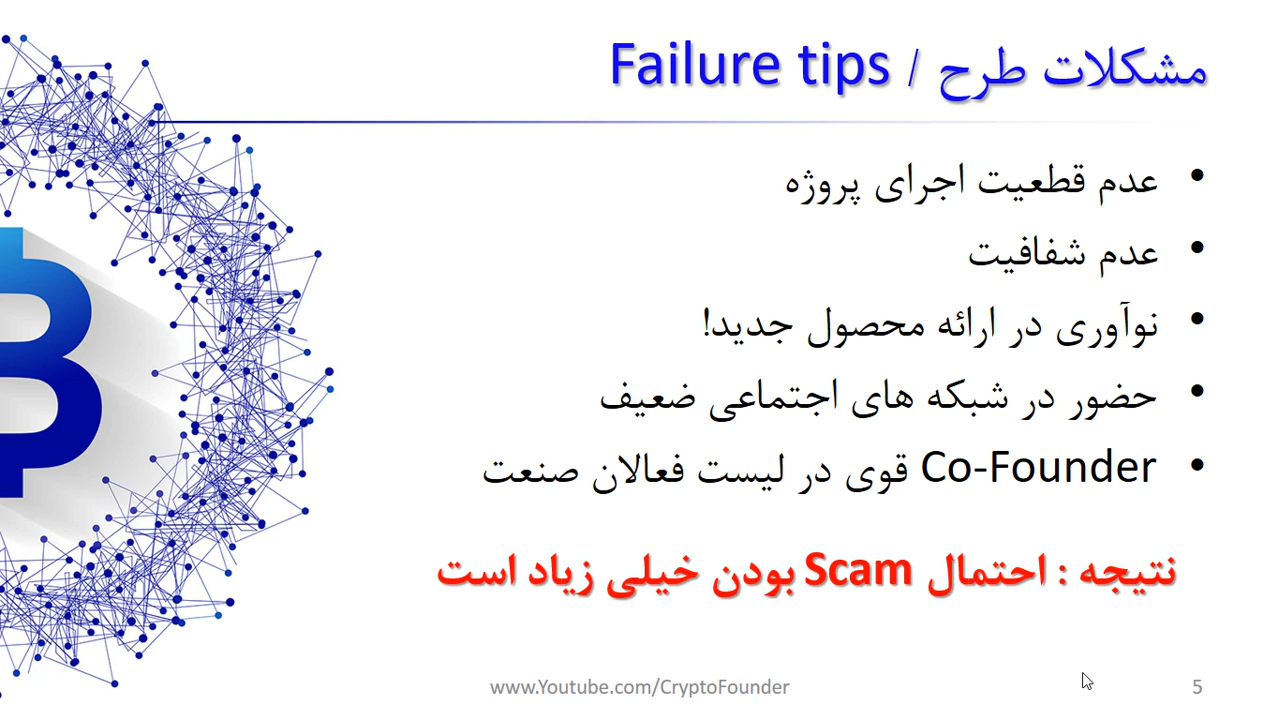 مشکلات طرح / Failure tips
• عدم قطعیت اجرای پروژه
• عدم شفافیت
• نوآوری در ارائه محصول جدید!
• حضور در شبکه های اجتماعی ضعیف
• Co-Founder قوی در لیست فعالان صنعت
نتیجه : احتمال Scam بودن خیلی زیاد است
www.Youtube.com/CryptoFounder
5